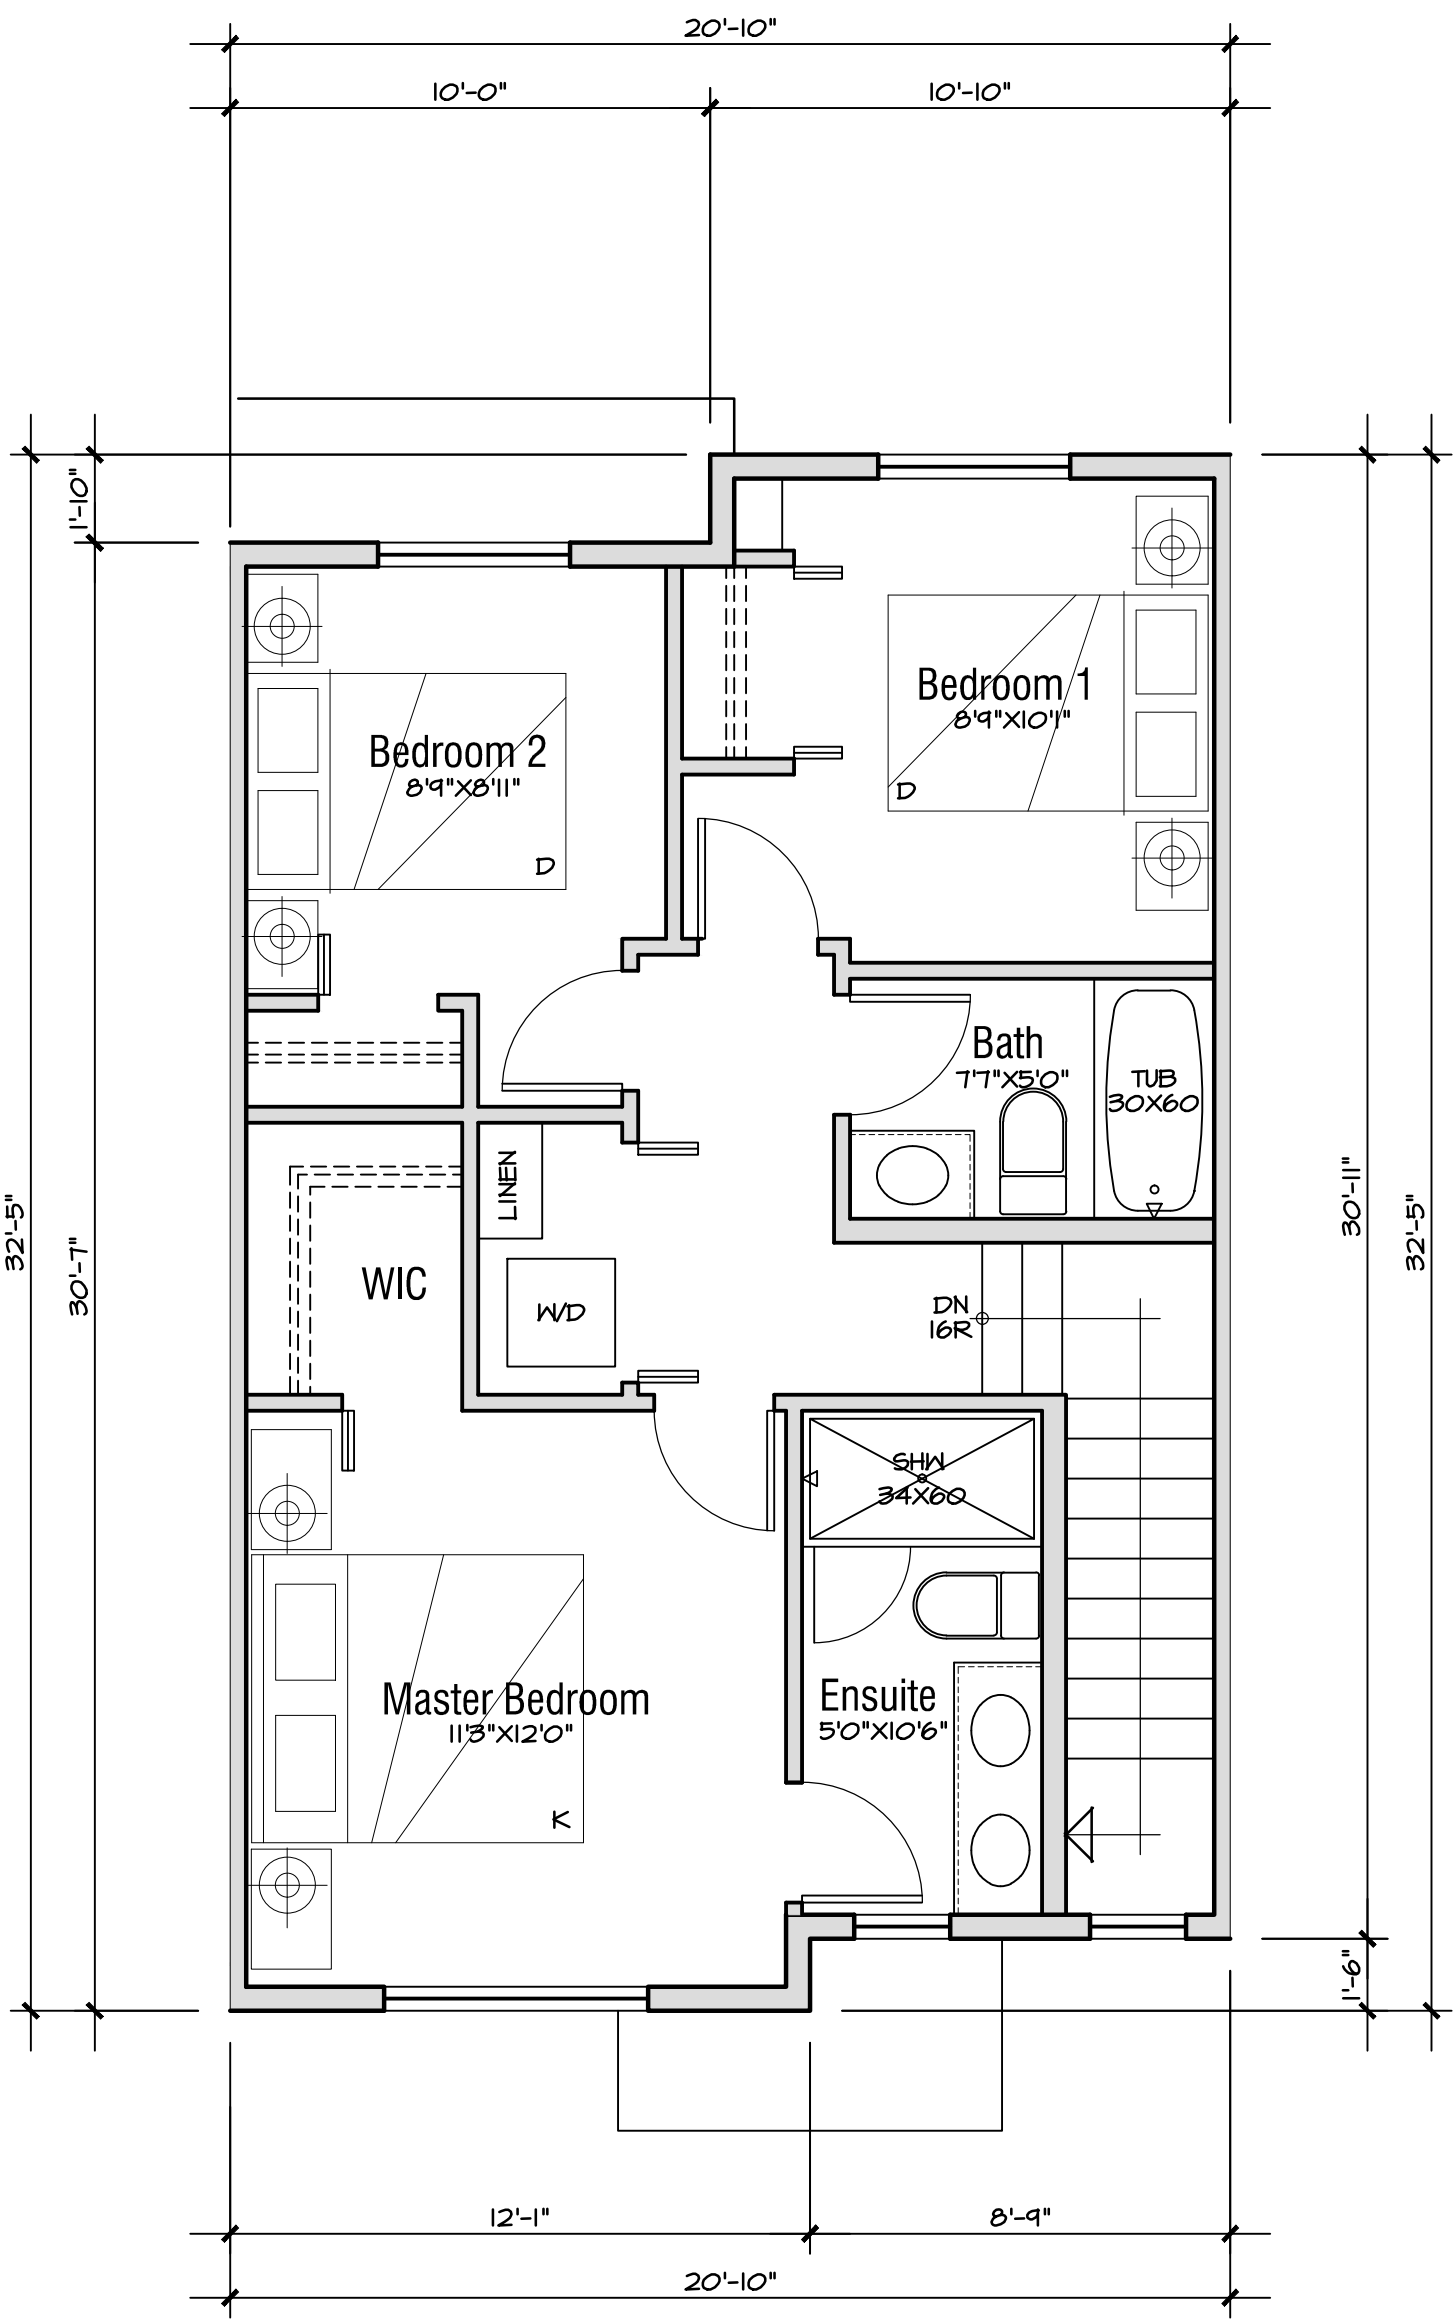 20'-10"
10'-0"
10'-10"
1'-10"
Bedroom 1
8'9"X10'1"
D
Bedroom 2
8'9"X8'11"
D
Bath
7'7"X5'0"
TUB
30X60
LINEN
32'-5"
30'-7"
30'-11"
32'-5"
WIC
W/D
DN
16R
SHW
34X60
Master Bedroom
11'3"X12'0"
K
Ensuite
5'0"X10'6"
1'-6"
12'-1"
8'-9"
20'-10"